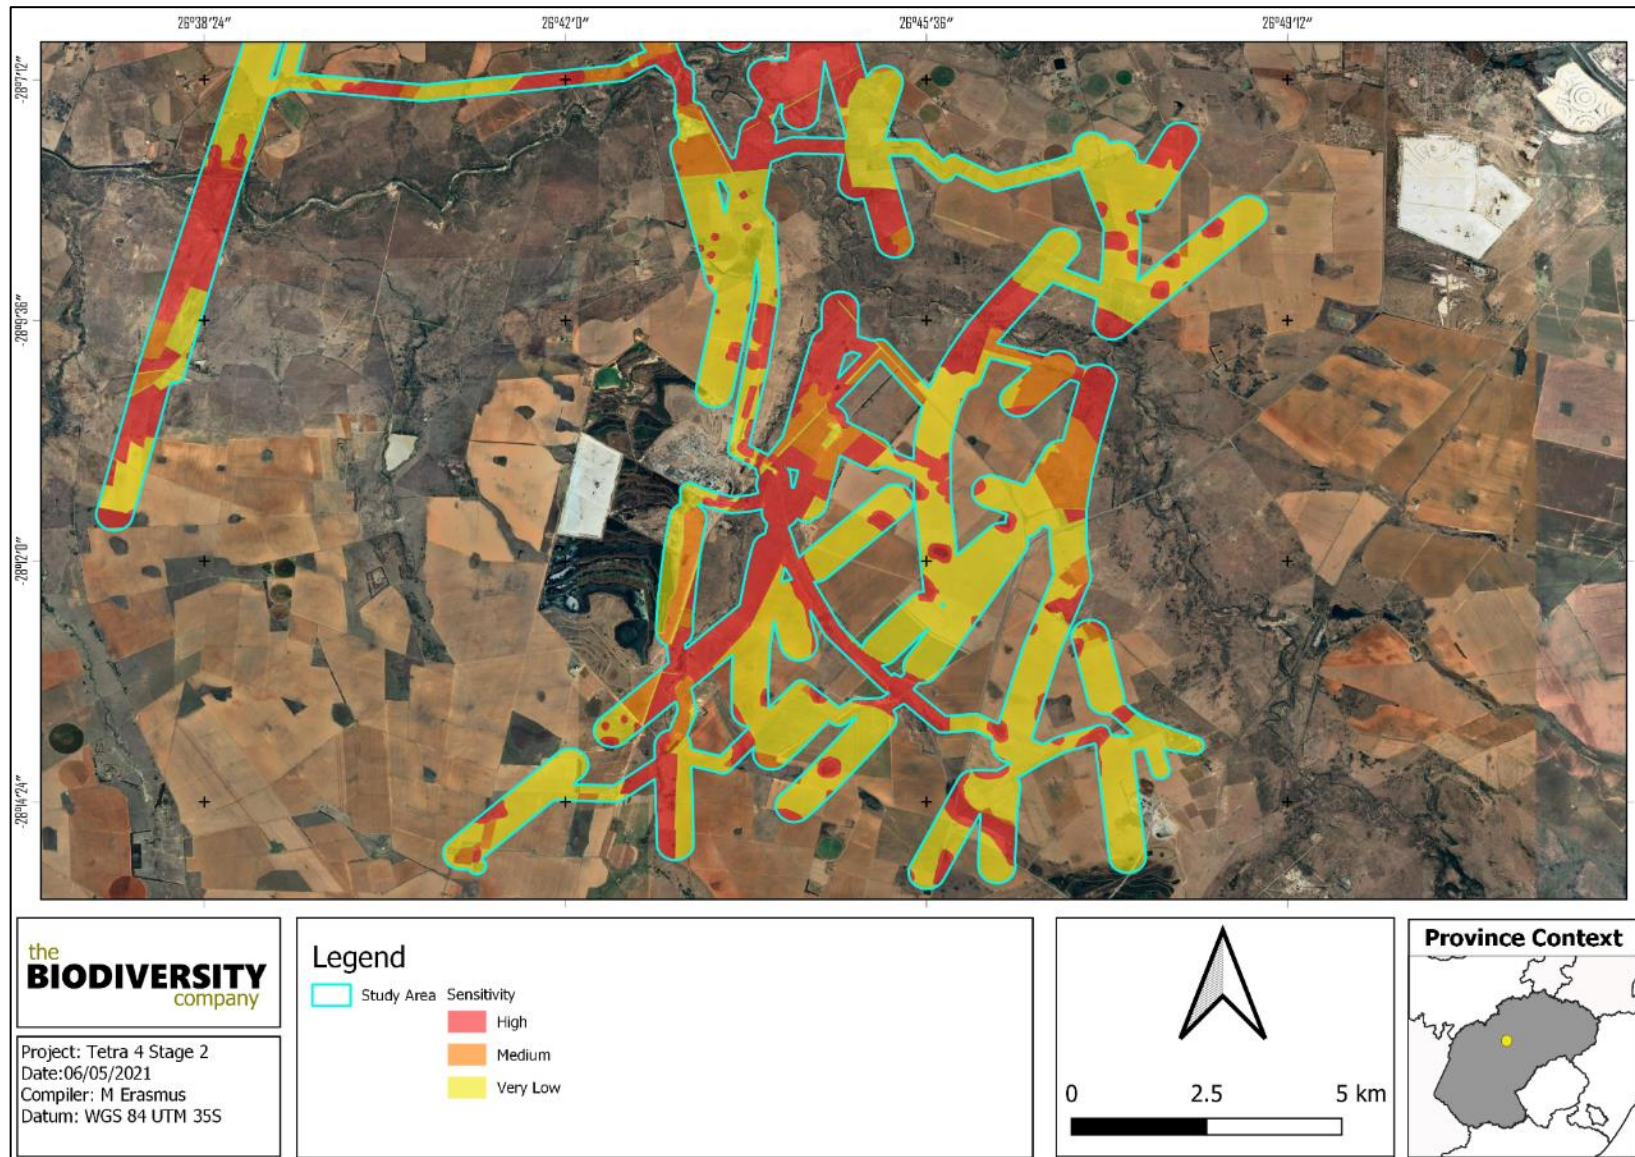 26°38'24"
26°42'0"
26°45'36"
26°49'12"
-28°7'12"
-28°9'36"
-28°12'0"
-28°14'24"
the
BIODIVERSITY
company
Project: Tetra 4 Stage 2
Date:06/05/2021
Compiler: M Erasmus
Datum: WGS 84 UTM 35S
Legend
Study Area Sensitivity
High
Medium
Very Low
0 2.5 5 km
Province Context